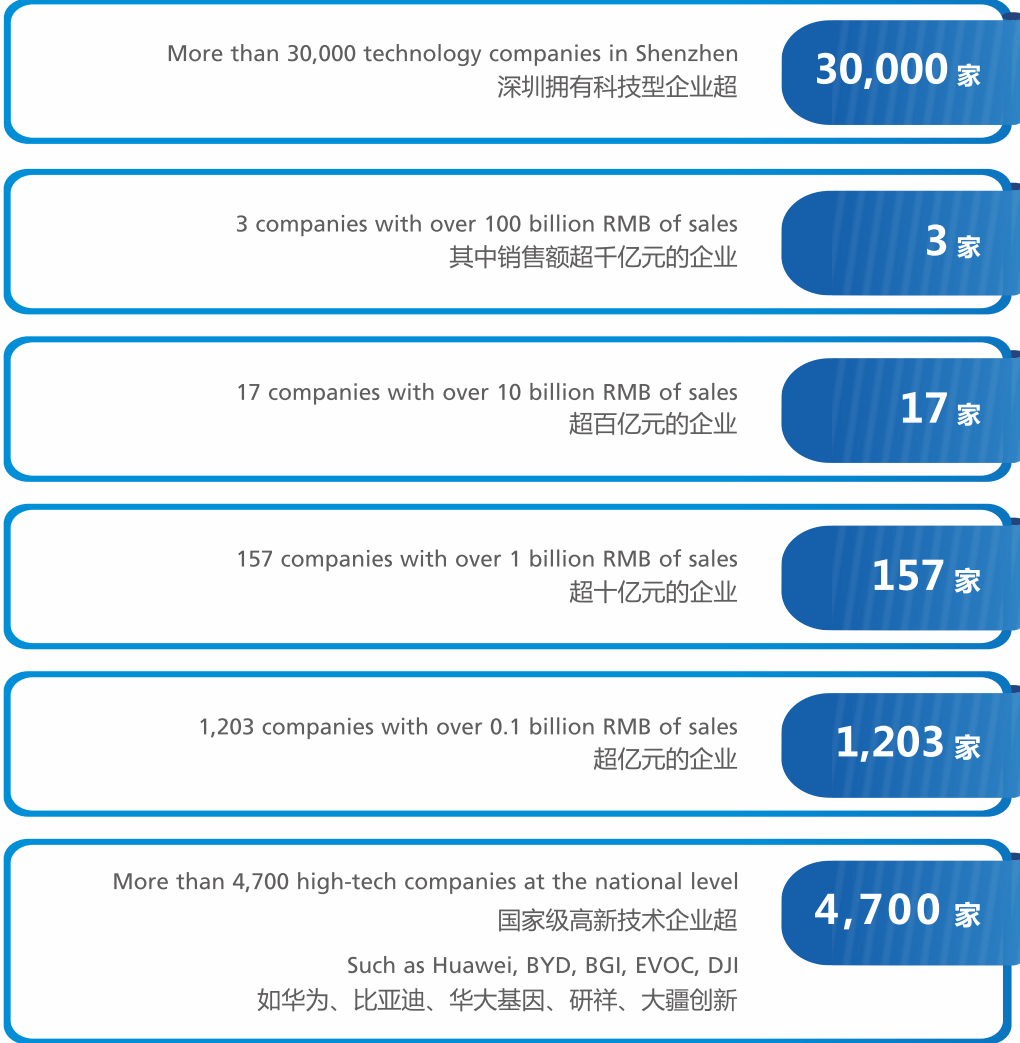 More than 30,000 technology companies in Shenzhen
深圳拥有科技型企业超
30,000 家
3 companies with over 100 billion RMB of sales
其中销售额超千亿元的企业
3 家
17 companies with over 10 billion RMB of sales
超百亿元的企业
17 家
157 companies with over 1 billion RMB of sales
超十亿元的企业
157 家
1,203 companies with over 0.1 billion RMB of sales
超亿元的企业
1,203 家
More than 4,700 high-tech companies at the national level
国家级高新技术企业超
4,700 家
Such as Huawei, BYD, BGI, EVOC, DJI
如华为、比亚迪、华大基因、研祥、大疆创新